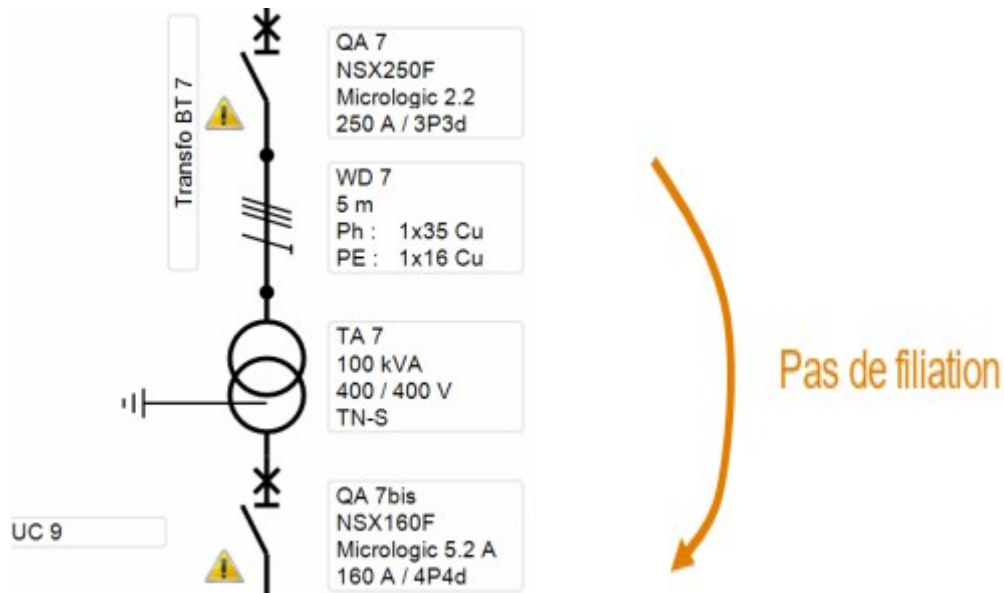 Transfo BT 7
QA 7
NSX250F
Micrologic 2.2
250 A / 3P3d
WD 7
5 m
Ph : 1x35 Cu
PE : 1x16 Cu
TA 7
100 kVA
400 / 400 V
TN-S
Pas de filiation
UC 9
QA 7bis
NSX160F
Micrologic 5.2 A
160 A / 4P4d